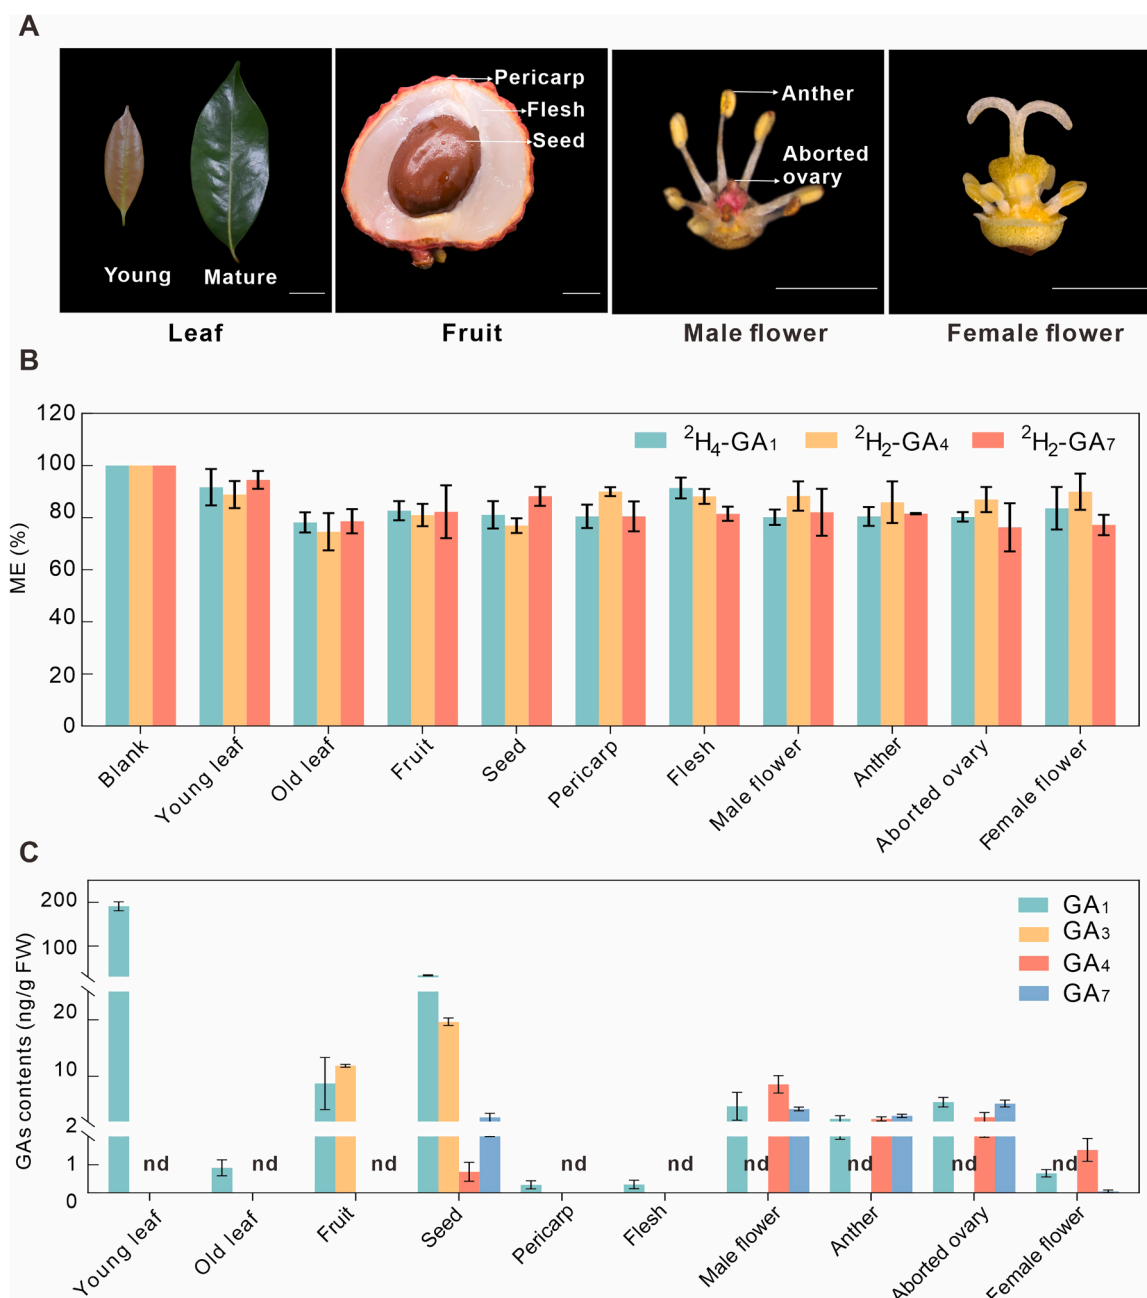 A
Pericarp
Flesh
Seed
Anther
Aborted
ovary
Young
Mature
Leaf
Fruit
Male flower
Female flower
B
ME (%)
120
100
80
60
40
20
0
²H₄-GA₁
²H₂-GA₄
²H₂-GA₇
Blank
Young leaf
Old leaf
Fruit
Seed
Pericarp
Flesh
Male flower
Anther
Aborted ovary
Female flower
C
GAs contents (ng/g FW)
200
100
20
10
2
1
0
GA₁
GA₃
GA₄
GA₇
nd
nd
nd
nd
nd
nd
nd
nd
nd
Young leaf
Old leaf
Fruit
Seed
Pericarp
Flesh
Male flower
Anther
Aborted ovary
Female flower